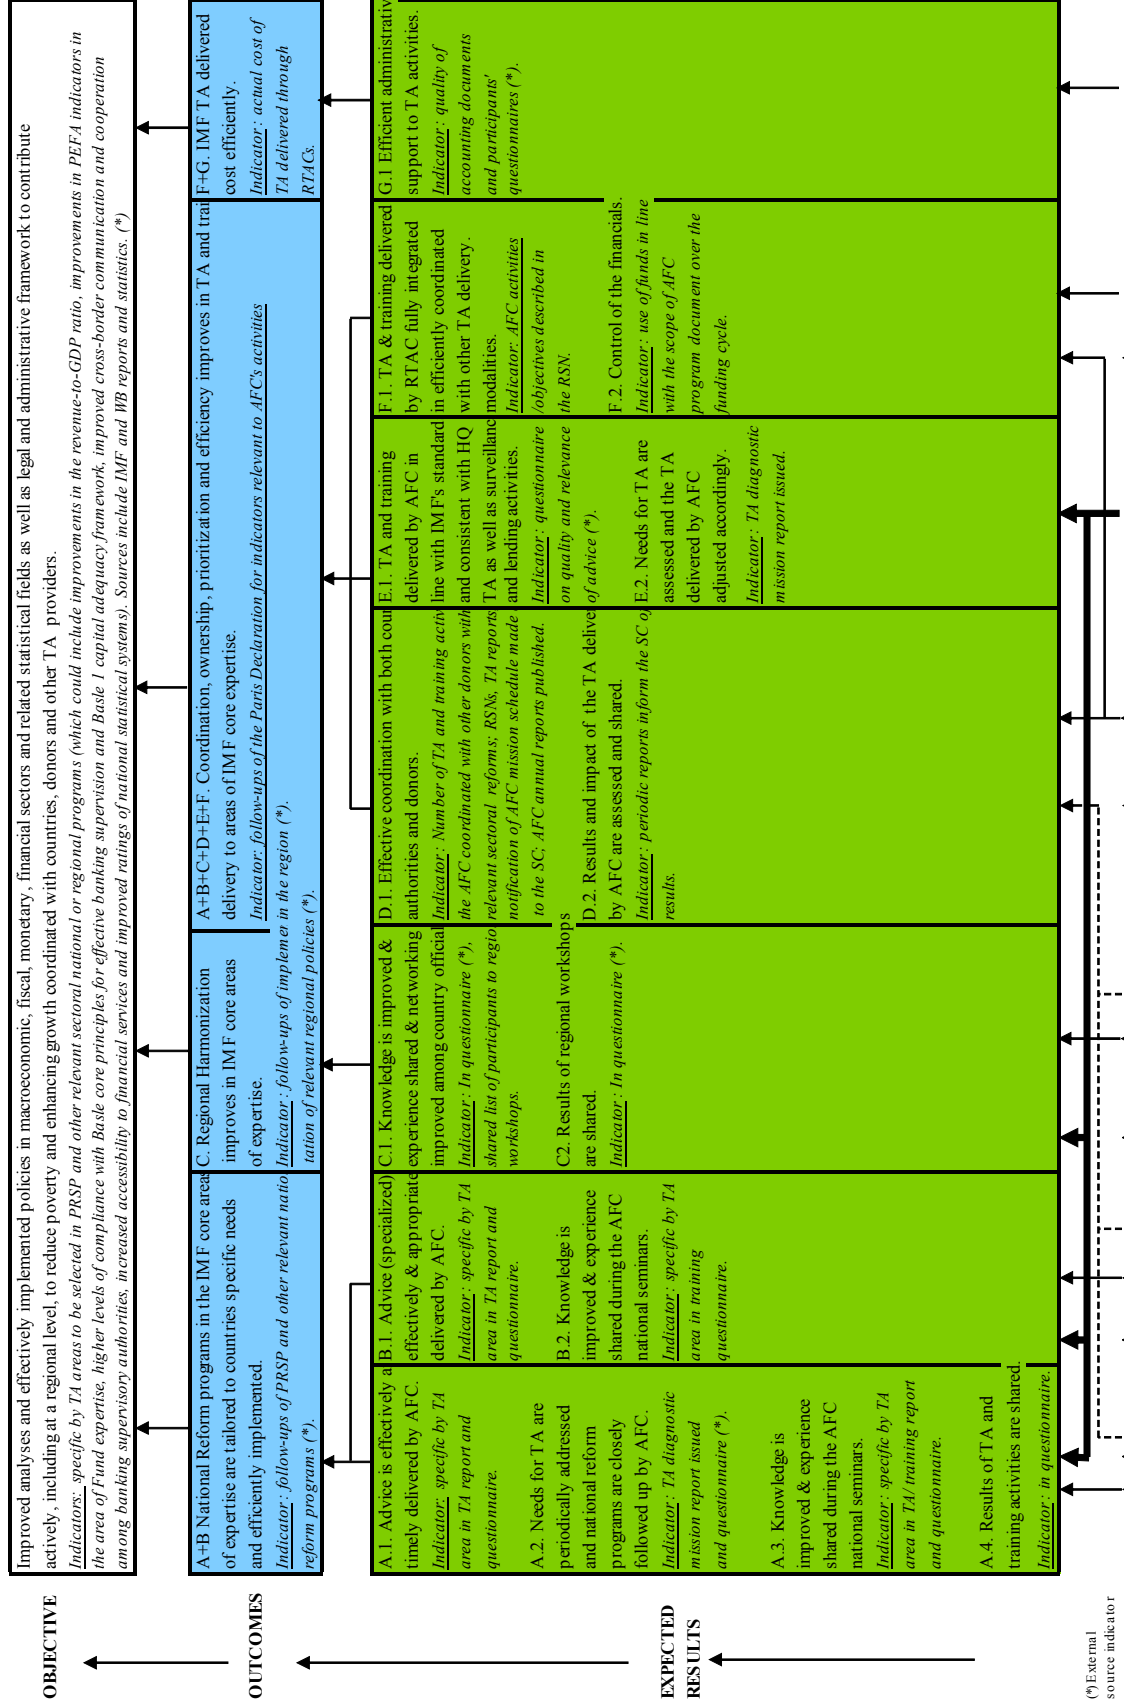 OBJECTIVE
Improved analyses and effectively implemented policies in macroeconomic, fiscal, monetary, financial sectors and related statistical fields as well as legal and administrative framework to contribute
actively, including at a regional level, to reduce poverty and enhancing growth coordinated with countries, donors and other TA providers.
Indicators: specific by TA areas to be selected in PRSP and other relevant sectoral national or regional programs (which could include improvements in the revenue-to-GDP ratio, improvements in PEFA indicators in
the area of Fund expertise, higher levels of compliance with Basle core principles for effective banking supervision and Basle 1 capital adequacy framework, improved cross-border communication and cooperation
among banking supervisory authorities, increased accessibility to financial services and improved ratings of national statistical systems). Sources include IMF and WB reports and statistics. (*)
OUTCOMES
A+B National Reform programs in the IMF core areas
of expertise are tailored to countries specific needs
and efficiently implemented.
Indicator : follow-ups of PRSP and other relevant natio
reform programs (*).
C. Regional Harmonization
improves in IMF core areas
of expertise.
Indicator : follow-ups of implemer in the region (*).
tation of relevant regional policies (*).
A+B+C+D+E+F. Coordination, ownership, prioritization and efficiency improves in TA and trai
delivery to areas of IMF core expertise.
Indicator: follow-ups of the Paris Declaration for indicators relevant to AFC's activities
F+G. IMF TA delivered
cost efficiently.
Indicator : actual cost of
TA delivered through
RTACs.
EXPECTED
RESULTS
A.1. Advice is effectively a
timely delivered by AFC.
Indicator: specific by TA
area in TA report and
questionnaire.
A.2. Needs for TA are
periodically addressed
and national reform
programs are closely
followed up by AFC.
Indicator : TA diagnostic
mission report issued
and questionnaire (*).
A.3. Knowledge is
improved & experience
shared during the AFC
national seminars.
Indicator : specific by TA
area in TA/ training report
and questionnaire.
A.4. Results of TA and
training activities are shared.
Indicator : in questionnaire.
B.1. Advice (specialized)
effectively & appropriate
delivered by AFC.
Indicator : specific by TA
area in TA report and
questionnaire.
B.2. Knowledge is
improved & experience
shared during the AFC
national seminars.
Indicator : specific by TA
area in training
questionnaire.
C.1. Knowledge is improved &
experience shared & networking
improved among country official
Indicator : In questionnaire (*),
shared list of participants to regio
workshops.
C2. Results of regional workshops
are shared.
Indicator : In questionnaire (*).
D.1. Effective coordination with both cour
authorities and donors.
Indicator : Number of TA and training activ
the AFC coordinated with other donors with
relevant sectoral reforms; RSNs, TA reports
notification of AFC mission schedule made
to the SC; AFC annual reports published.
D.2. Results and impact of the TA deliver
by AFC are assessed and shared.
Indicator : periodic reports inform the SC o
results.
E.1. TA and training
delivered by AFC in
line with IMF's standard
and consistent with HQ
TA as well as surveillanc
and lending activities.
Indicator : questionnaire
on quality and relevance
of advice (*).
E.2. Needs for TA are
assessed and the TA
delivered by AFC
adjusted accordingly.
Indicator : TA diagnostic
mission report issued.
F.1. TA & training delivered
by RTAC fully integrated
in efficiently coordinated
with other TA delivery.
modalities.
Indicator: AFC activities
/objectives described in
the RSN.
F.2. Control of the financials.
Indicator : use of funds in line
with the scope of AFC
program document over the
funding cycle.
G.1 Efficient administrativ
support to TA activities.
Indicator : quality of
accounting documents
and participants'
questionnaires (*).
(*) External
source indicator